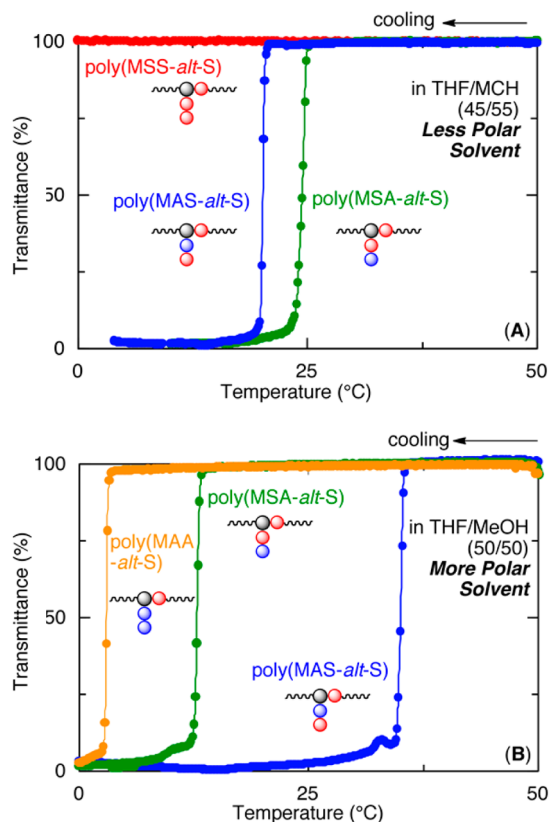 cooling
100
poly(MSS-alt-S)
in THF/MCH
(45/55)
Less Polar
Solvent
Transmittance (%)
50
poly(MAS-alt-S)
poly(MSA-alt-S)
0
(A)
0
25
50
Temperature (°C)
cooling
100
poly(MSA-alt-S)
poly(MAA
-alt-S)
in THF/MeOH
(50/50)
More Polar
Solvent
Transmittance (%)
50
poly(MAS-alt-S)
0
(B)
0
25
50
Temperature (°C)